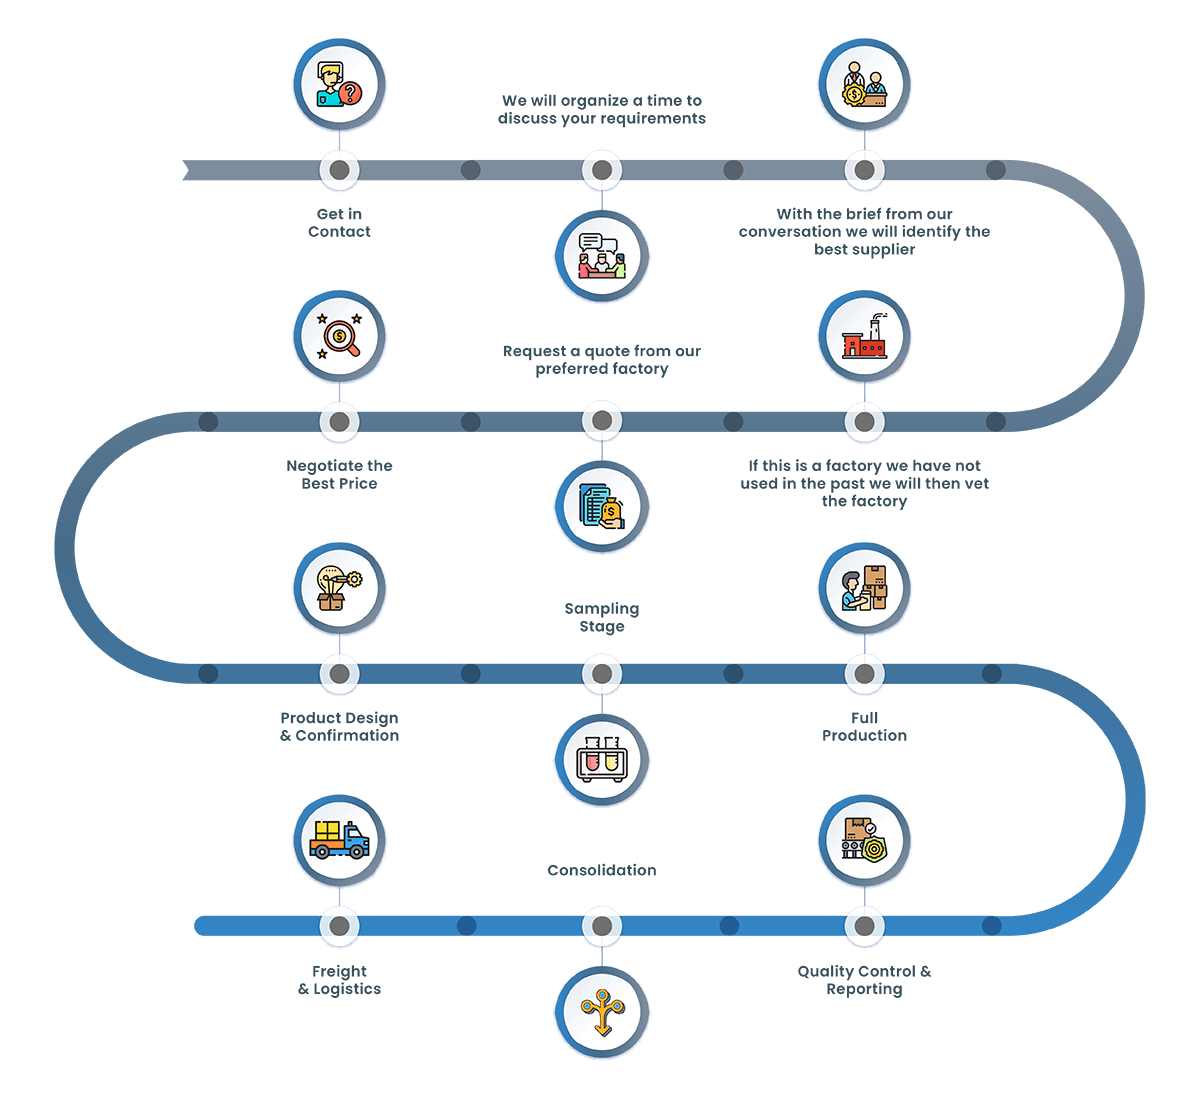 We will organize a time to
discuss your requirements
Get in
Contact
With the brief from our
conversation we will identify the
best supplier
Request a quote from our
preferred factory
Negotiate the
Best Price
If this is a factory we have not
used in the past we will then vet
the factory
Sampling
Stage
Product Design
& Confirmation
Full
Production
Consolidation
Freight
& Logistics
Quality Control &
Reporting